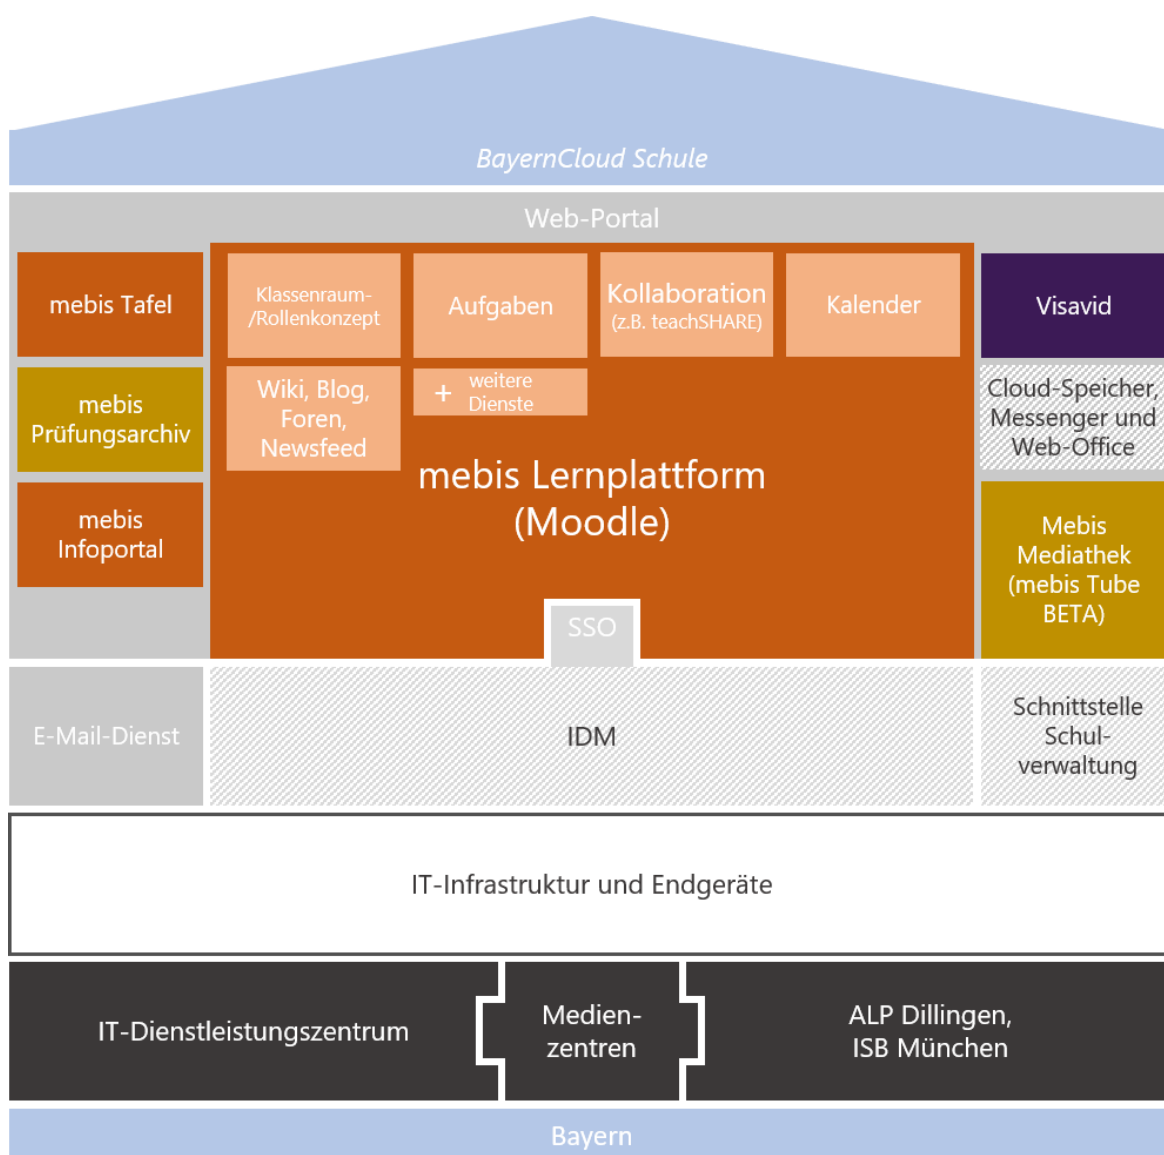 BayernCloud Schule
Web-Portal
mebis Tafel
Klassenraum-
/Rollenkonzept
Aufgaben
Kollaboration
(z.B. teachSHARE)
Kalender
Visavid
mebis
Prüfungsarchiv
Wiki, Blog,
Foren,
Newsfeed
+ weitere
Dienste
Cloud-Speicher,
Messenger und
Web-Office
mebis Lernplattform
(Moodle)
mebis
Infoportal
Mebis
Mediathek
(mebis Tube
BETA)
SSO
E-Mail-Dienst
IDM
Schnittstelle
Schul-
verwaltung
IT-Infrastruktur und Endgeräte
IT-Dienstleistungszentrum
Medien-
zentren
ALP Dillingen,
ISB München
Bayern